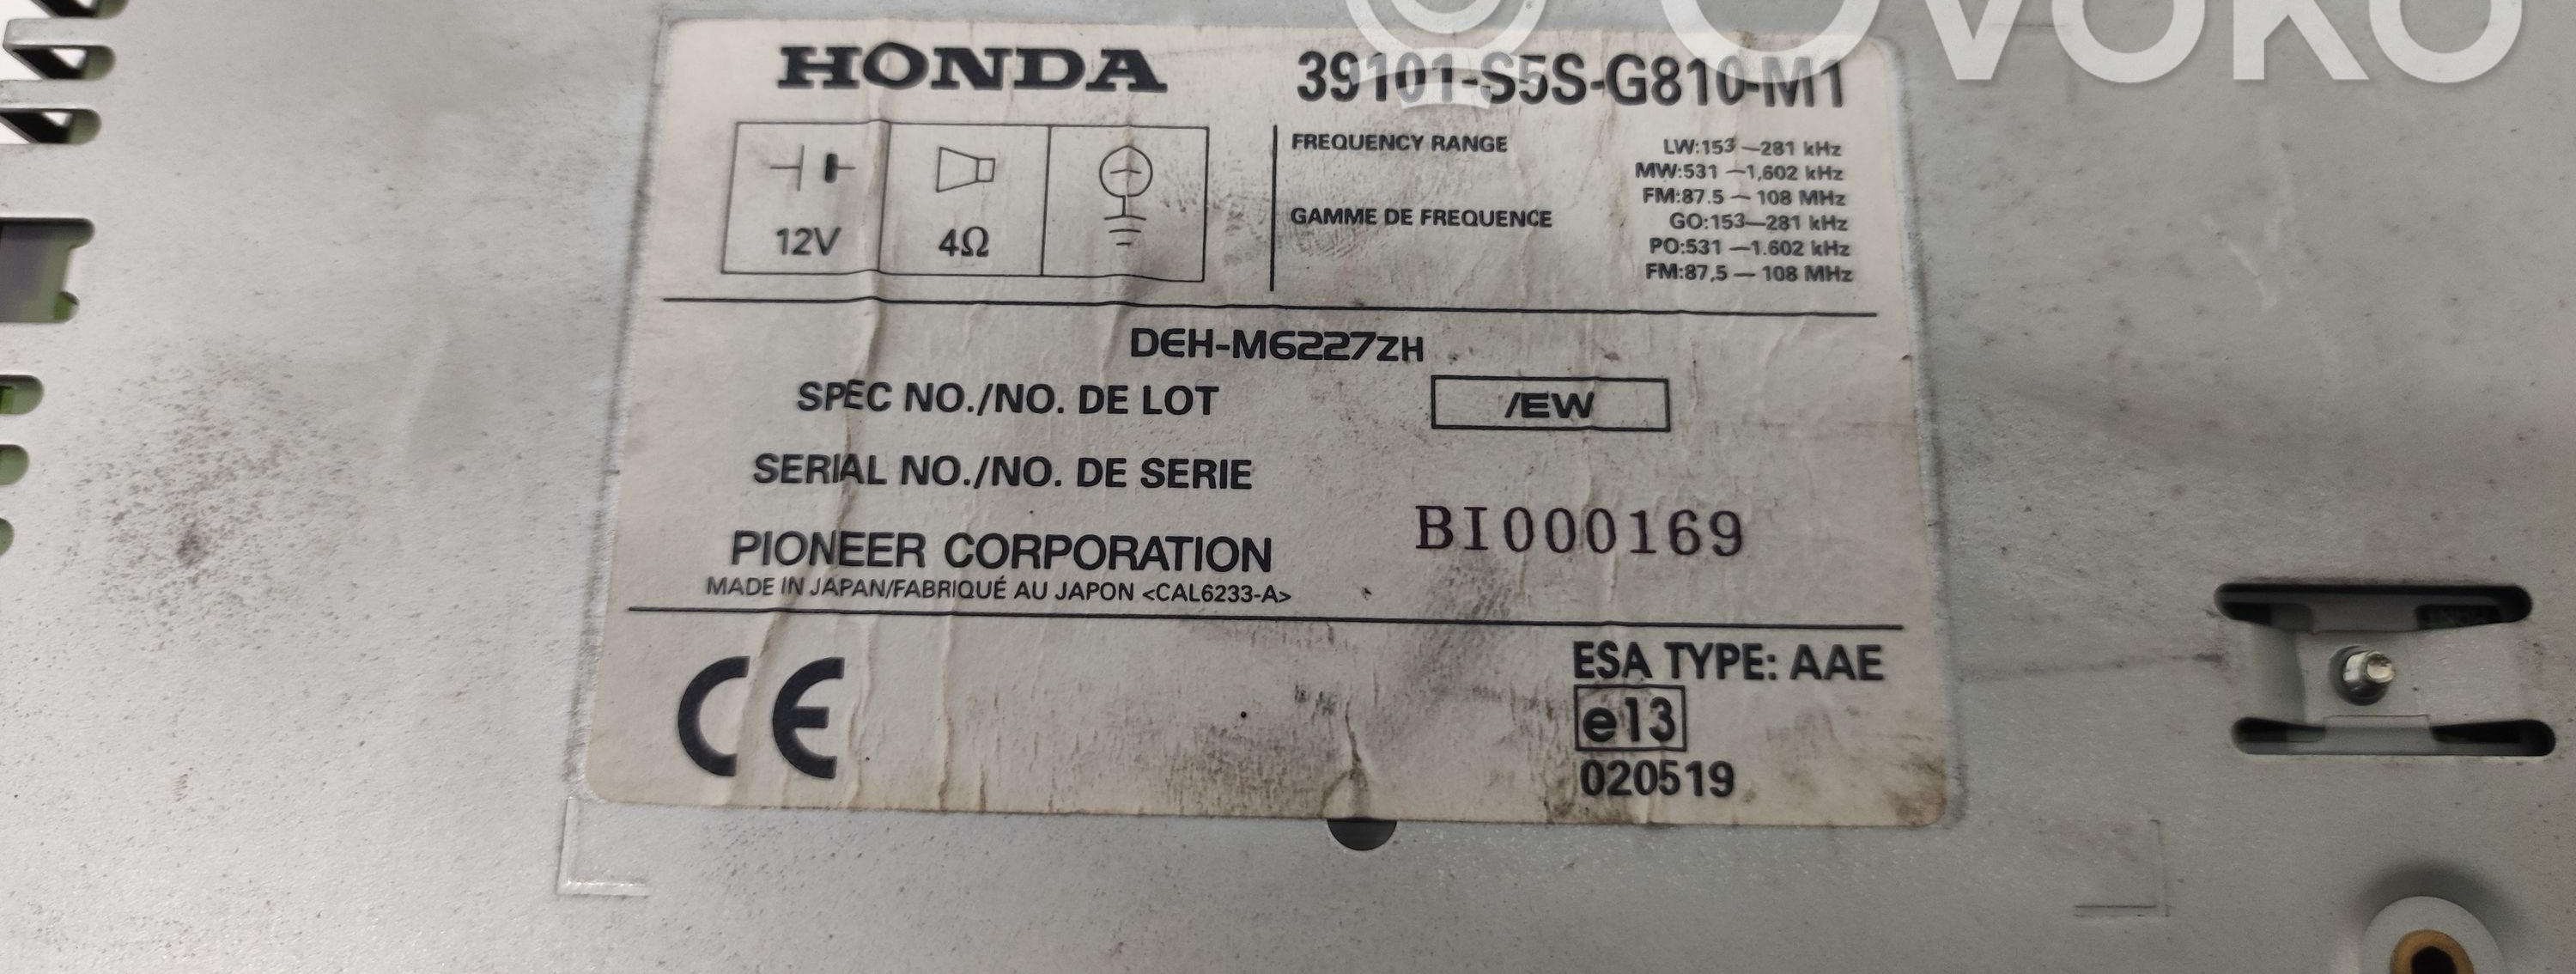 OVOKO
HONDA
39101-S5S-G810-M1
12V
4Ω
FREQUENCY RANGE
LW:153 —281 kHz
MW:531 —1,602 kHz
FM:87.5 — 108 MHz
GAMME DE FREQUENCE
GO:153—281 kHz
PO:531 —1.602 kHz
FM:87,5 — 108 MHz
DEH-M6227ZH
SPEC NO./NO. DE LOT
/EW
SERIAL NO./NO. DE SERIE
BI000169
PIONEER CORPORATION
MADE IN JAPAN/FABRIQUÉ AU JAPON <CAL6233-A>
CE
ESA TYPE: AAE
e13
020519